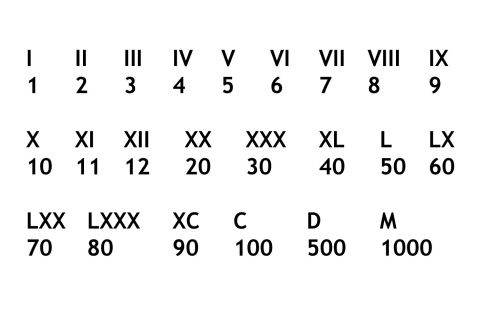 I II III IV V VI VII VIII IX
1 2 3 4 5 6 7 8 9
X XI XII XX XXX XL L LX
10 11 12 20 30 40 50 60
LXX LXXX XC C D M
70 80 90 100 500 1000